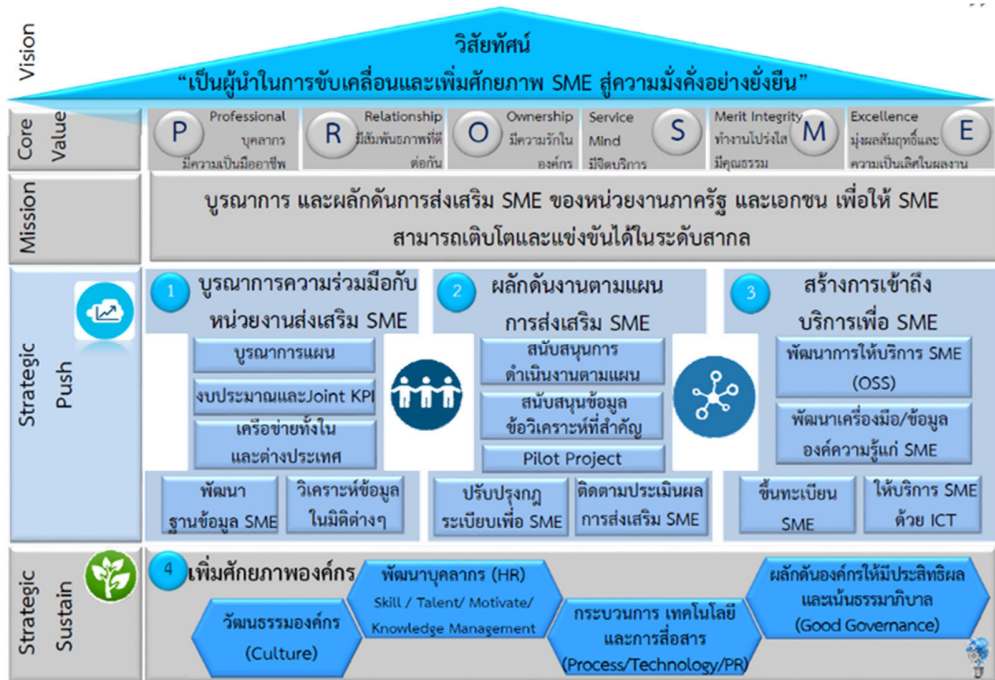 Vision
วิสัยทัศน์
“เป็นผู้นำในการขับเคลื่อนและเพิ่มศักยภาพ SME สู่ความมั่งคั่งอย่างยั่งยืน”
Core
Value
P
Professional
บุคลากร
มีความเป็นมืออาชีพ
R
Relationship
มีสัมพันธภาพที่ดี
ต่อกัน
O
Ownership
มีความรักใน
องค์กร
Service
Mind
มีจิตบริการ
S
Merit Integrity
ทำงานโปร่งใส
มีคุณธรรม
M
Excellence
มุ่งผลสัมฤทธิ์และ
ความเป็นเลิศในผลงาน
E
Mission
บูรณาการ และผลักดันการส่งเสริม SME ของหน่วยงานภาครัฐ และเอกชน เพื่อให้ SME
สามารถเติบโตและแข่งขันได้ในระดับสากล
Strategic
Push
1
บูรณาการความร่วมมือกับ
หน่วยงานส่งเสริม SME
บูรณาการแผน
งบประมาณและJoint KPI
เครือข่ายทั้งใน
และต่างประเทศ
พัฒนา
ฐานข้อมูล SME
วิเคราะห์ข้อมูล
ในมิติต่างๆ
2
ผลักดันงานตามแผน
การส่งเสริม SME
สนับสนุนการ
ดำเนินงานตามแผน
สนับสนุนข้อมูล
ข้อวิเคราะห์ที่สำคัญ
Pilot Project
ปรับปรุงกฎ
ระเบียบเพื่อ SME
ติดตามประเมินผล
การส่งเสริม SME
3
สร้างการเข้าถึง
บริการเพื่อ SME
พัฒนาการให้บริการ SME
(OSS)
พัฒนาเครื่องมือ/ข้อมูล
องค์ความรู้แก่ SME
ขึ้นทะเบียน
SME
ให้บริการ SME
ด้วย ICT
Strategic
Sustain
4
เพิ่มศักยภาพองค์กร
วัฒนธรรมองค์กร
(Culture)
พัฒนาบุคลากร (HR)
Skill / Talent/ Motivate/
Knowledge Management
กระบวนการ เทคโนโลยี
และการสื่อสาร
(Process/Technology/PR)
ผลักดันองค์กรให้มีประสิทธิผล
และเน้นธรรมาภิบาล
(Good Governance)